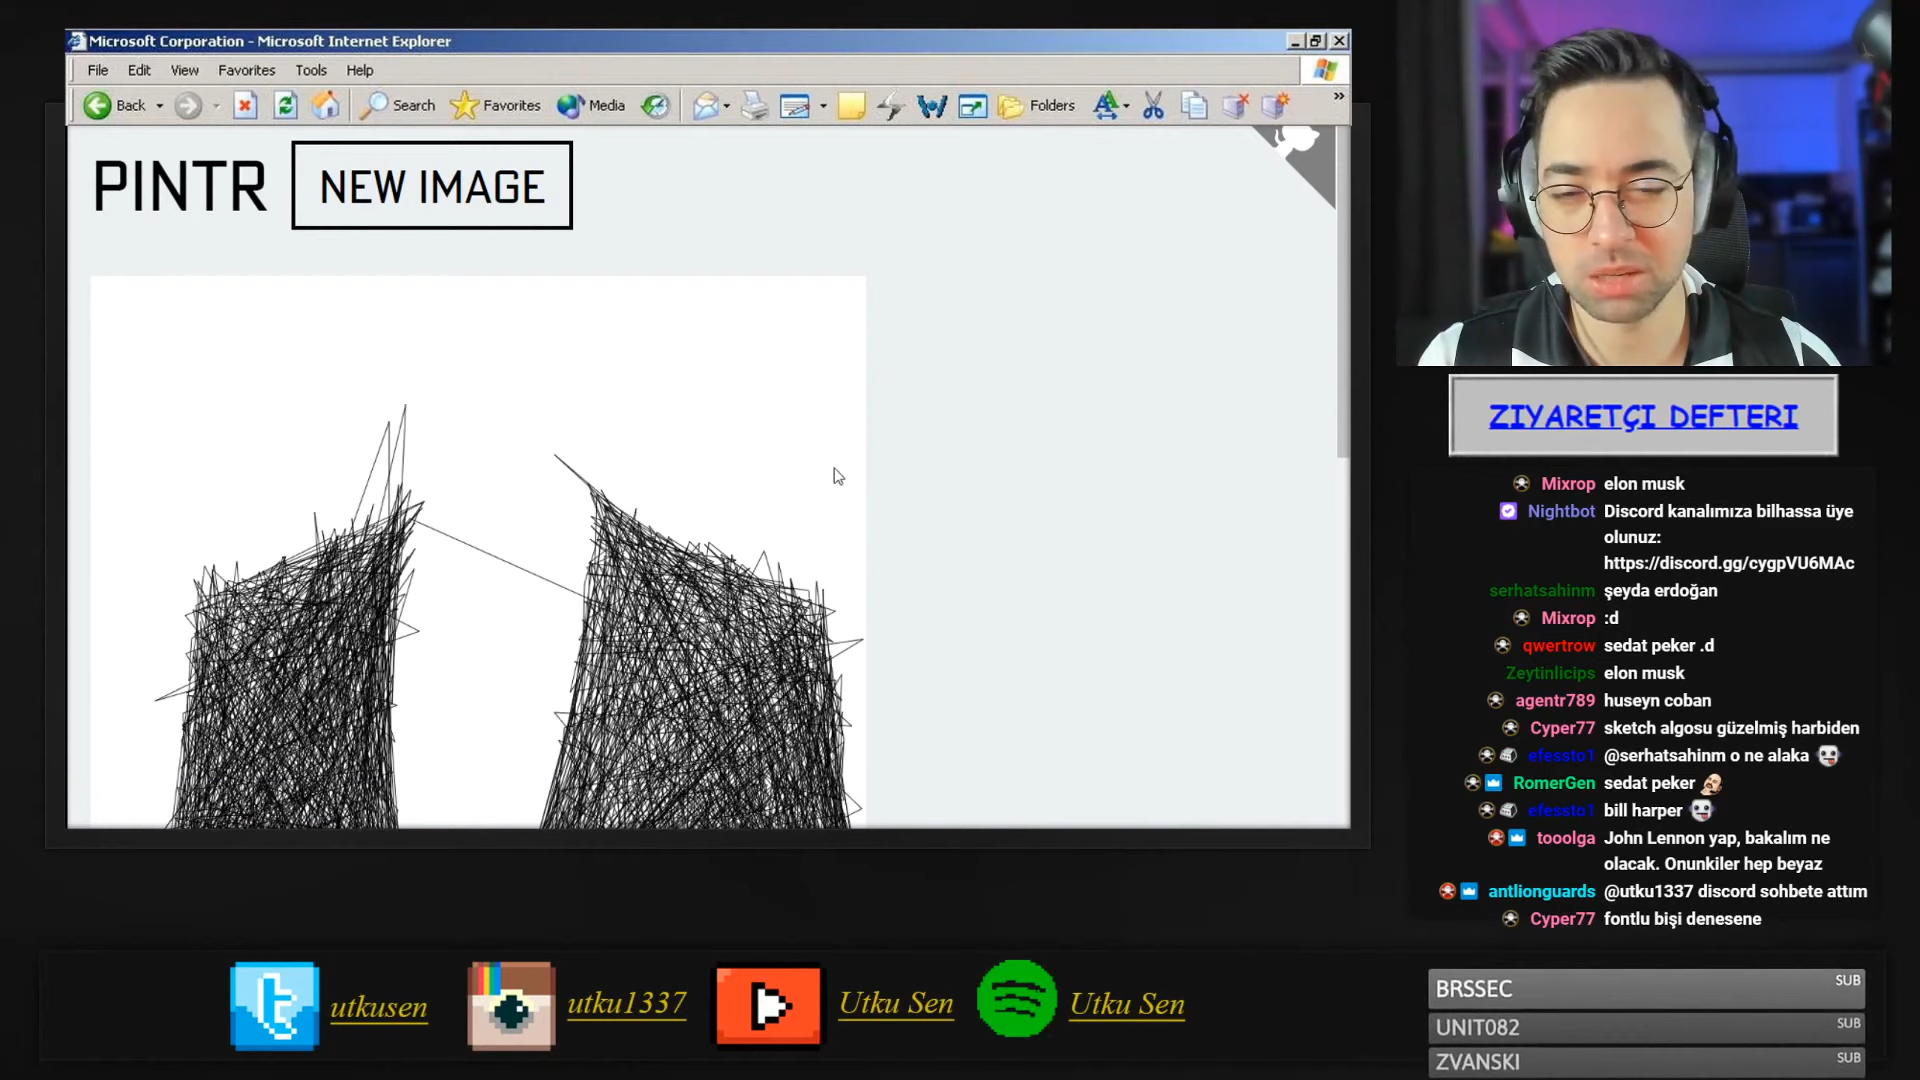 Microsoft Corporation - Microsoft Internet Explorer
File Edit View Favorites Tools Help
Back Search Favorites Media Folders
PINTR NEW IMAGE
ZIYARETÇI DEFTERI
Mixrop elon musk
Nightbot Discord kanalımıza bilhassa üye
olunuz:
https://discord.gg/cygpVU6MAc
serhatsahinm şeyda erdoğan
Mixrop :d
qwertrow sedat peker .d
Zeytinlicips elon musk
agentr789 huseyn coban
Cyper77 sketch algosu güzelmiş harbiden
efessto1 @serhatsahinm o ne alaka
RomerGen sedat peker
efessto1 bill harper
tooolga John Lennon yap, bakalım ne
olacak. Onunkiler hep beyaz
antlionguards @utku1337 discord sohbete attım
Cyper77 fontlu bişi denesene
utkusen utku1337 Utku Sen Utku Sen
BRSSEC SUB
UNIT082 SUB
ZVANSKI SUB